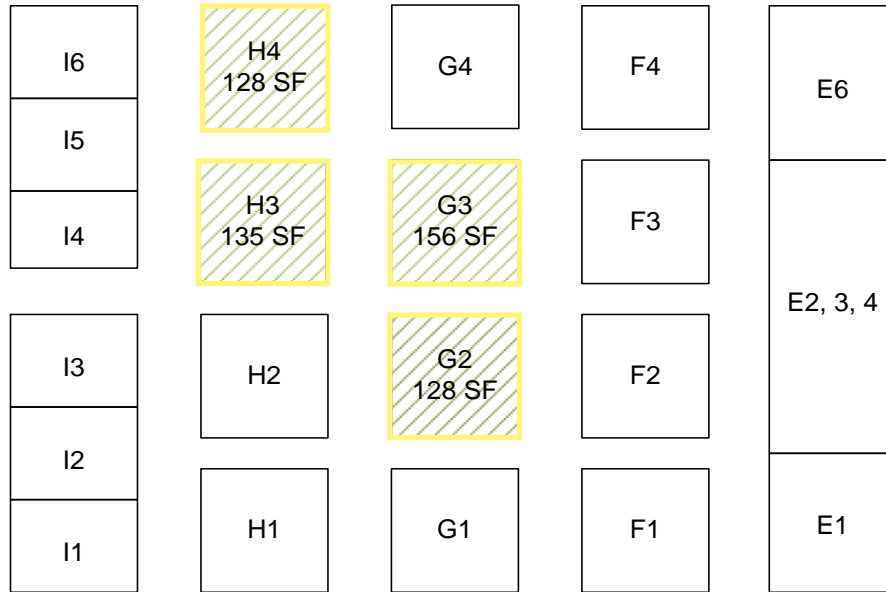 I6
H4
128 SF
G4
F4
E6
I5
I4
H3
135 SF
G3
156 SF
F3
E2, 3, 4
I3
H2
G2
128 SF
F2
I2
I1
H1
G1
F1
E1